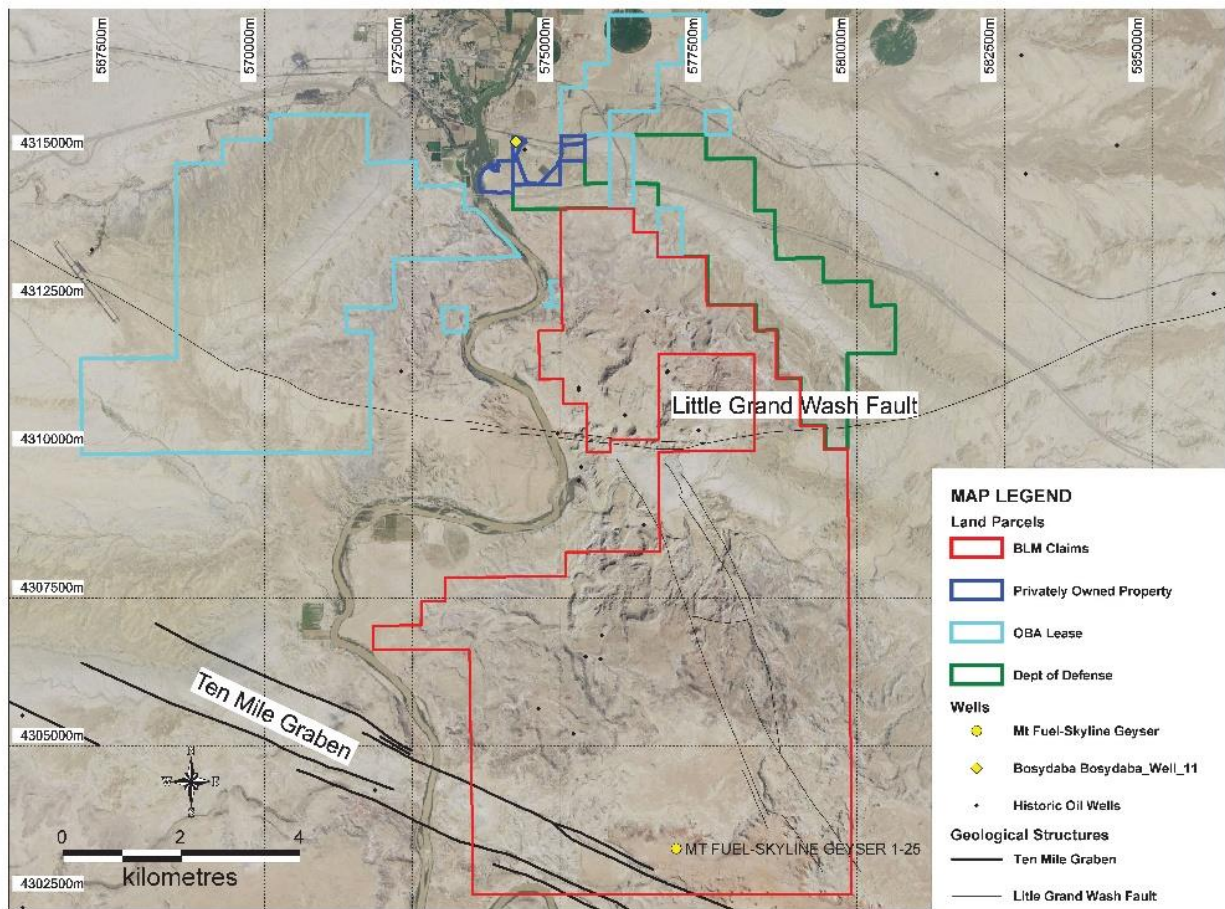 567500m
570000m
572500m
575000m
577500m
580000m
582500m
585000m
4315000m
4312500m
Little Grand Wash Fault
4310000m
4307500m
Ten Mile Graben
4305000m
N
W E
S
0 2 4
kilometres
MT FUEL-SKYLINE GEYSER 1-25
4302500m
MAP LEGEND
Land Parcels
BLM Claims
Privately Owned Property
OBA Lease
Dept of Defense
Wells
Mt Fuel-Skyline Geyser
Bosydaba Bosydaba_Well_11
Historic Oil Wells
Geological Structures
Ten Mile Graben
Little Grand Wash Fault